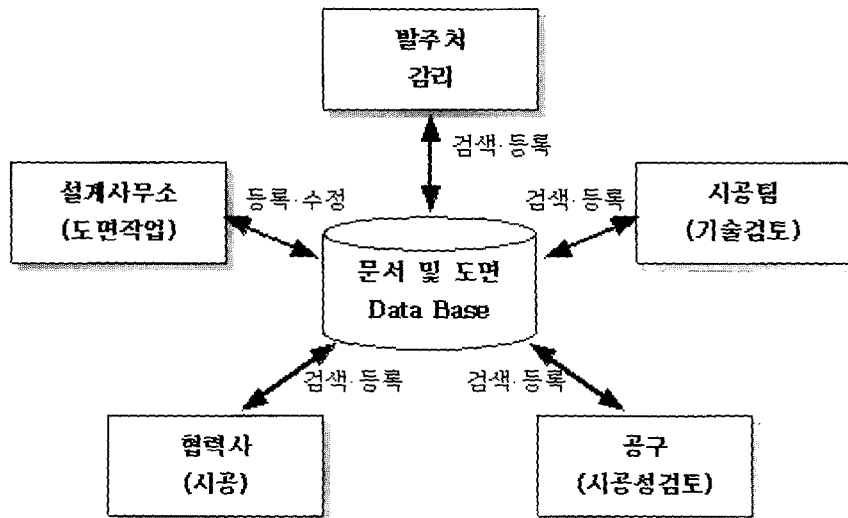 발주처
감리
검색·등록
설계사무소
(도면작업)
등록·수정
검색·등록
시공팀
(기술검토)
문서 및 도면
Data Base
검색·등록
검색·등록
협력사
(시공)
공구
(시공성검토)